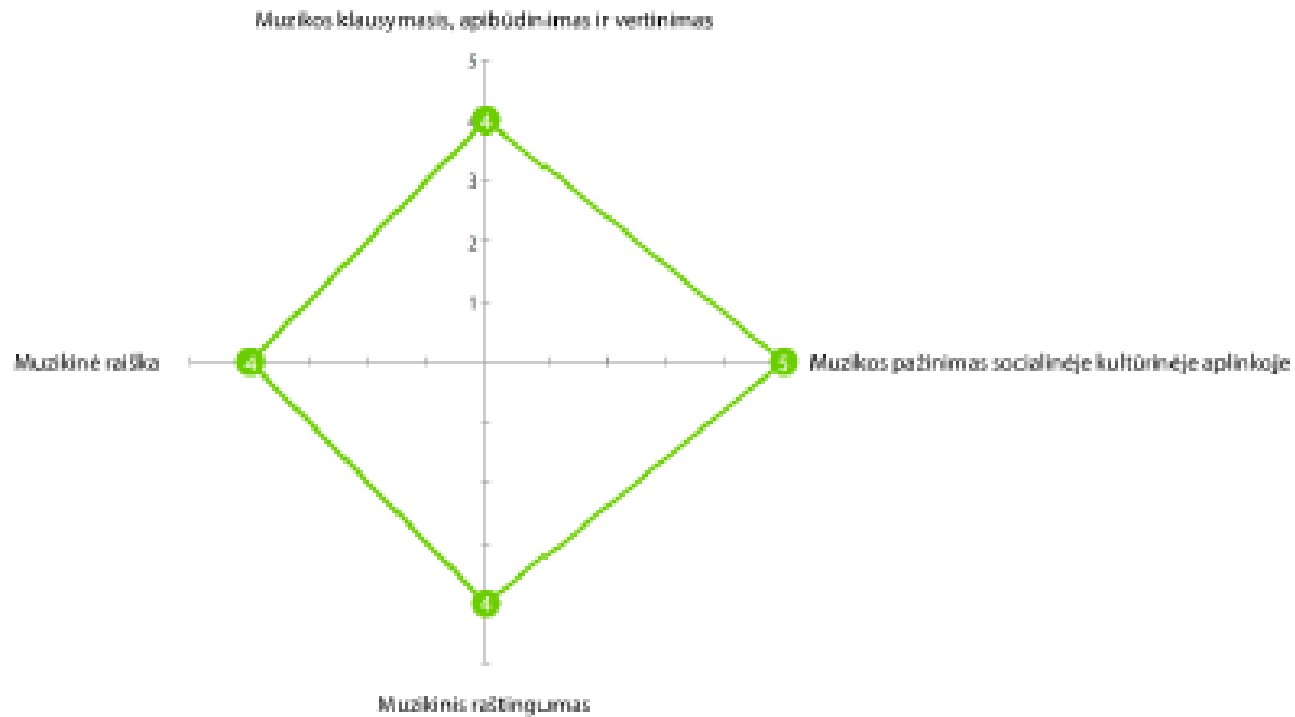 Muzikos klausymasis, apibūdinimas ir vertinimas
5
4
3
2
1
Muzikinė raiška
4
5
Muzikos pažinimas socialinėje kultūrinėje aplinkoje
4
Muzikinis raštingumas